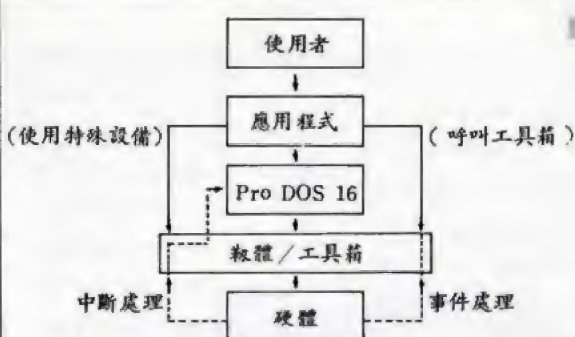 使用者
應用程式
(使用特殊設備)
(呼叫工具箱)
Pro DOS 16
韌體/工具箱
中斷處理
事件處理
硬體